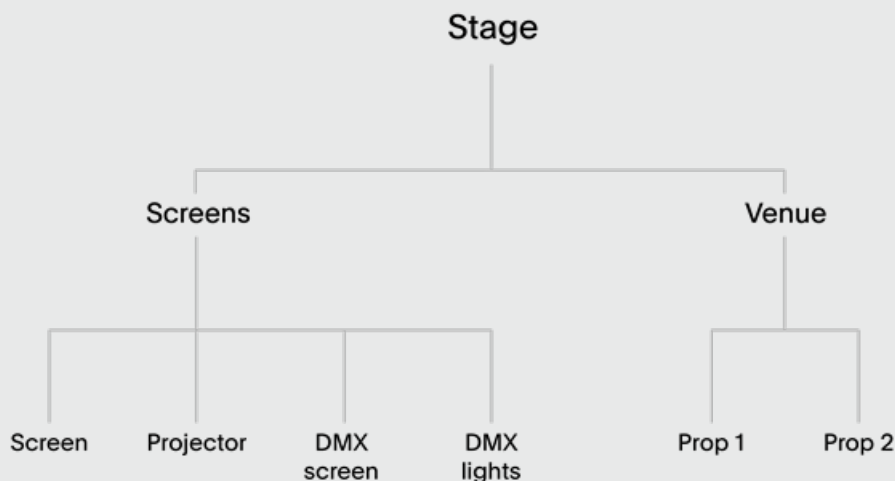 Stage
Screens
Venue
Screen
Projector
DMX
screen
DMX
lights
Prop 1
Prop 2